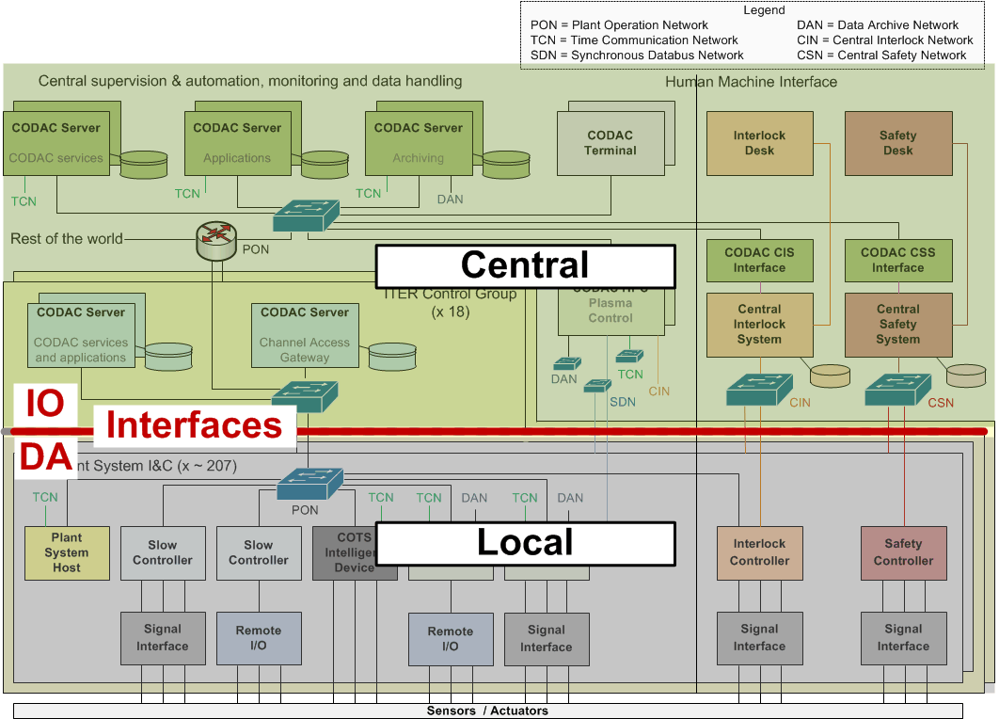 Legend
PON = Plant Operation Network
DAN = Data Archive Network
TCN = Time Communication Network
CIN = Central Interlock Network
SDN = Synchronous Databus Network
CSN = Central Safety Network
Central supervision & automation, monitoring and data handling
Human Machine Interface
CODAC Server
CODAC services
CODAC Server
Applications
CODAC Server
Archiving
CODAC
Terminal
Interlock
Desk
Safety
Desk
TCN
TCN
TCN
DAN
Rest of the world
PON
CODAC CIS
Interface
CODAC CSS
Interface
Central
ITER Control Group
(x 18)
CODAC
Plasma
Control
Central
Interlock
System
Central
Safety
System
CODAC Server
CODAC services
and applications
CODAC Server
Channel Access
Gateway
DAN
TCN
SDN
CIN
CIN
CSN
IO
Interfaces
DA
System I&C (x ~ 207)
TCN
PON
TCN
TCN
DAN
TCN
DAN
Plant
System
Host
Slow
Controller
Slow
Controller
COTS
Device
Local
Interlock
Controller
Safety
Controller
Signal
Interface
Remote
I/O
Remote
I/O
Signal
Interface
Signal
Interface
Signal
Interface
Sensors / Actuators